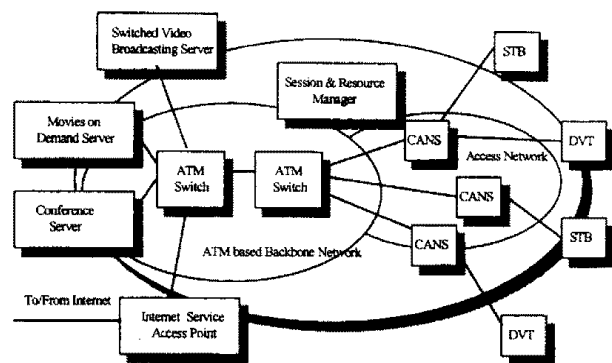 Switched Video
Broadcasting Server
STB
Session & Resource
Manager
Movies on
Demand Server
CANS
DVT
Access Network
ATM
Switch
ATM
Switch
CANS
Conference
Server
CANS
STB
ATM based Backbone Network
To/From Internet
Internet Service
Access Point
DVT